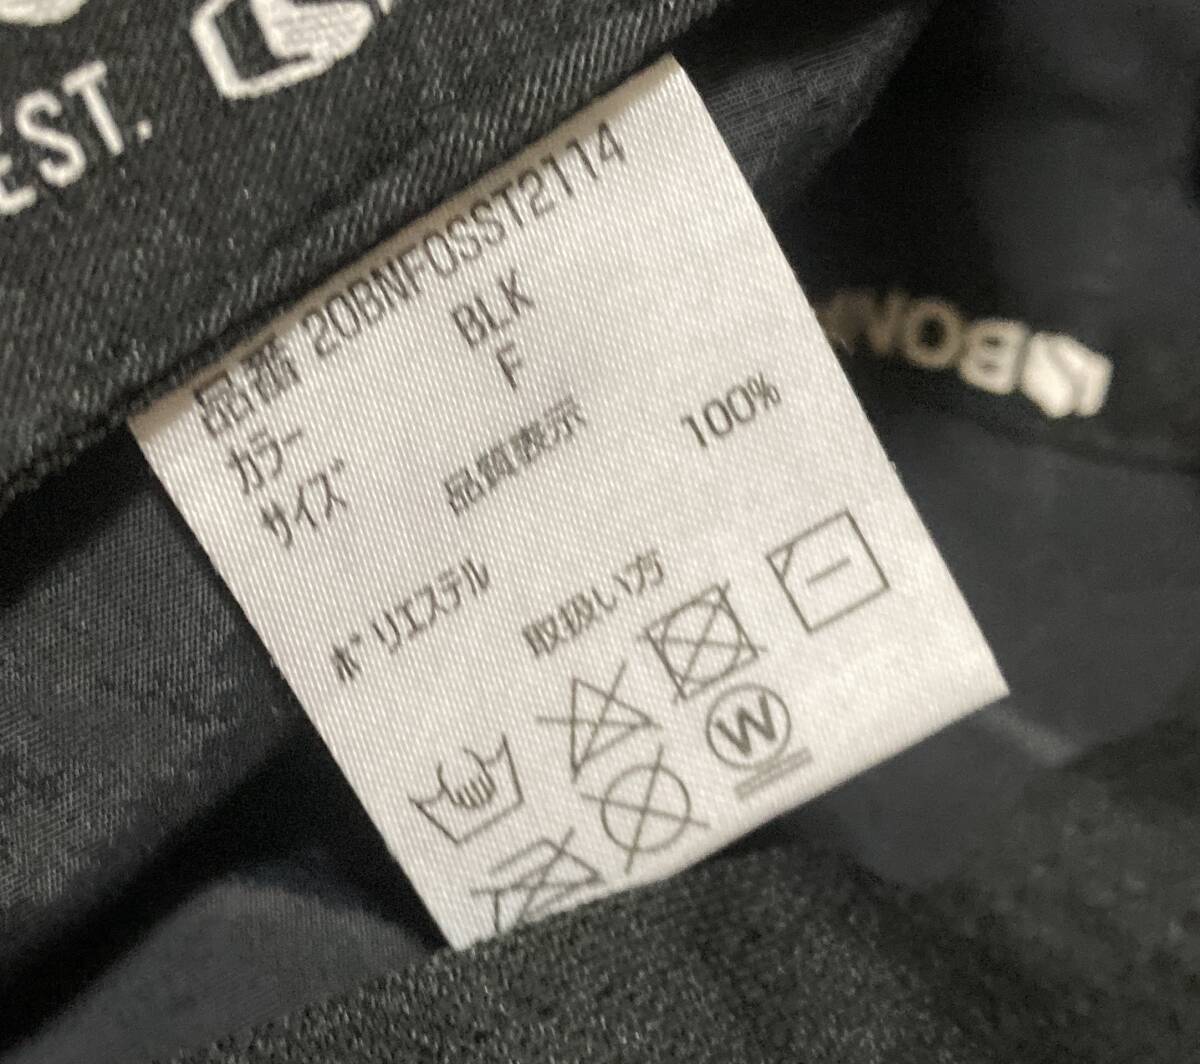 EST.
品番 20BNFOSST2114
カラー BLK
サイズ F
品質表示
ポリエステル 100%
取扱い方
W
BON